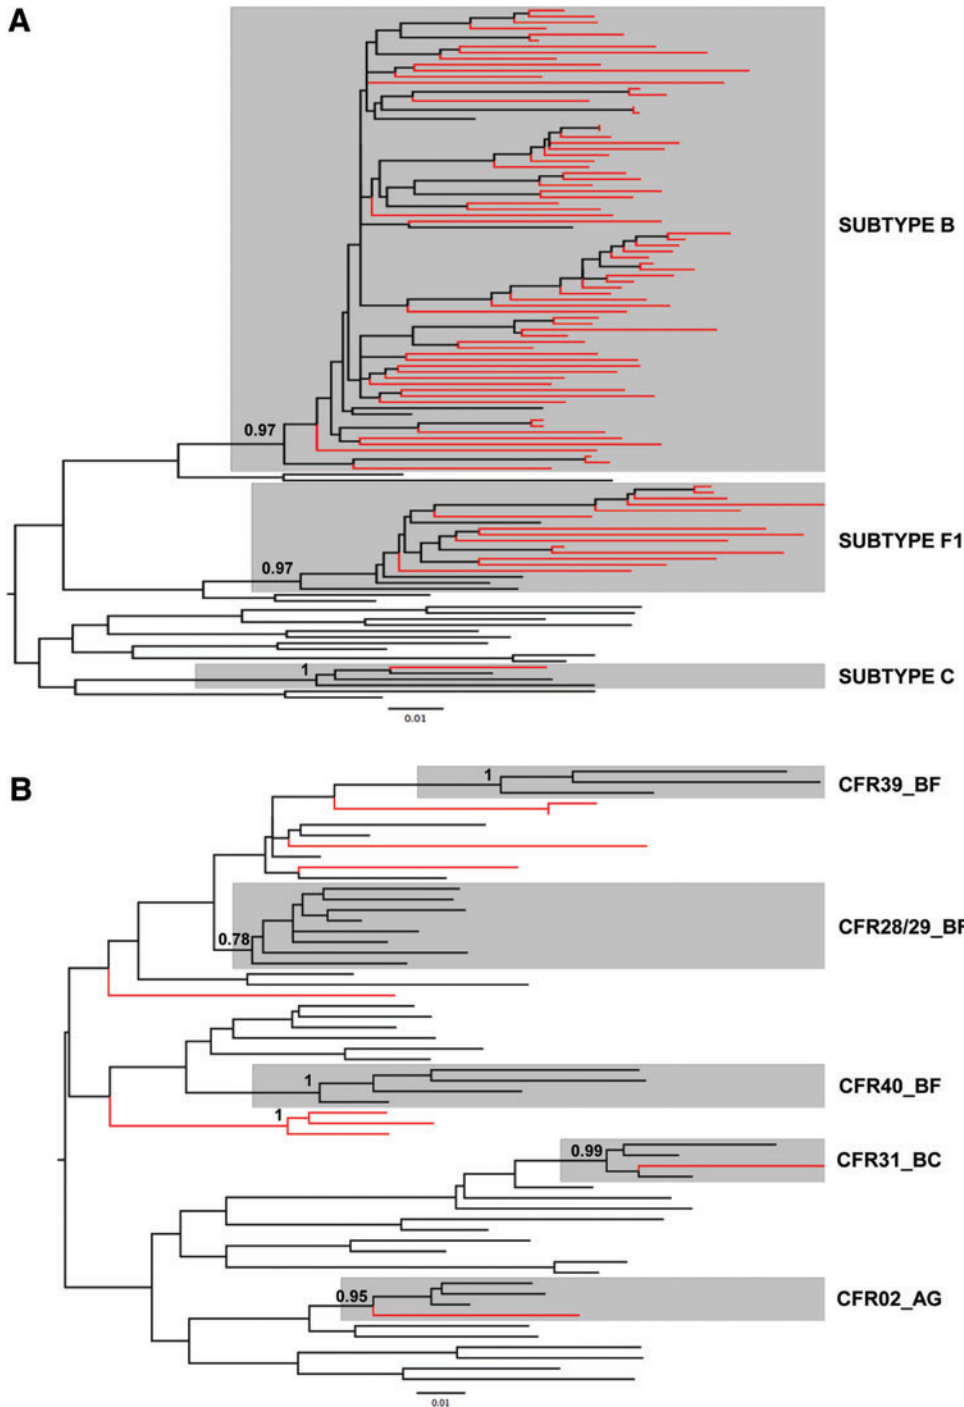 A
SUBTYPE B
0.97
SUBTYPE F1
0.97
1
SUBTYPE C
0.01
B
1
CFR39_BF
0.78
CFR28/29_BF
1
CFR40_BF
1
0.99
CFR31_BC
0.95
CFR02_AG
0.01